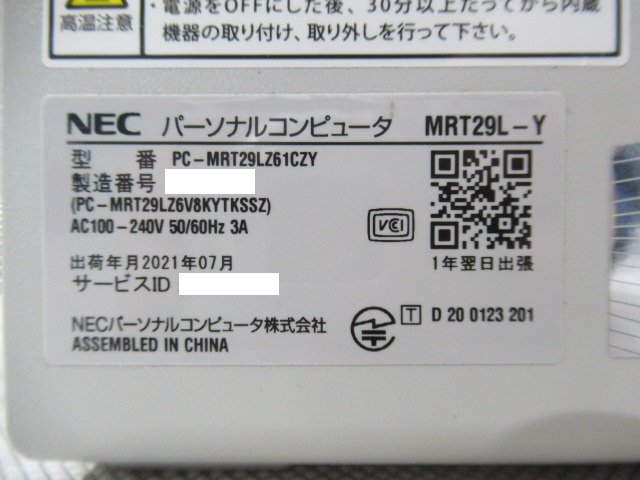 ・電源をOFFにした後、30分以上たってから内蔵
高温注意
機器の取り付け、取り外しを行って下さい。
NEC パーソナルコンピュータ MRT29L-Y
型 番 PC-MRT29LZ61CZY
製造番号
(PC-MRT29LZ6V8KYTKSSZ)
AC100-240V 50/60Hz 3A
VCCI
出荷年月2021年07月
1年翌日出張
サービスID
NECパーソナルコンピュータ株式会社
T D 20 0123 201
ASSEMBLED IN CHINA